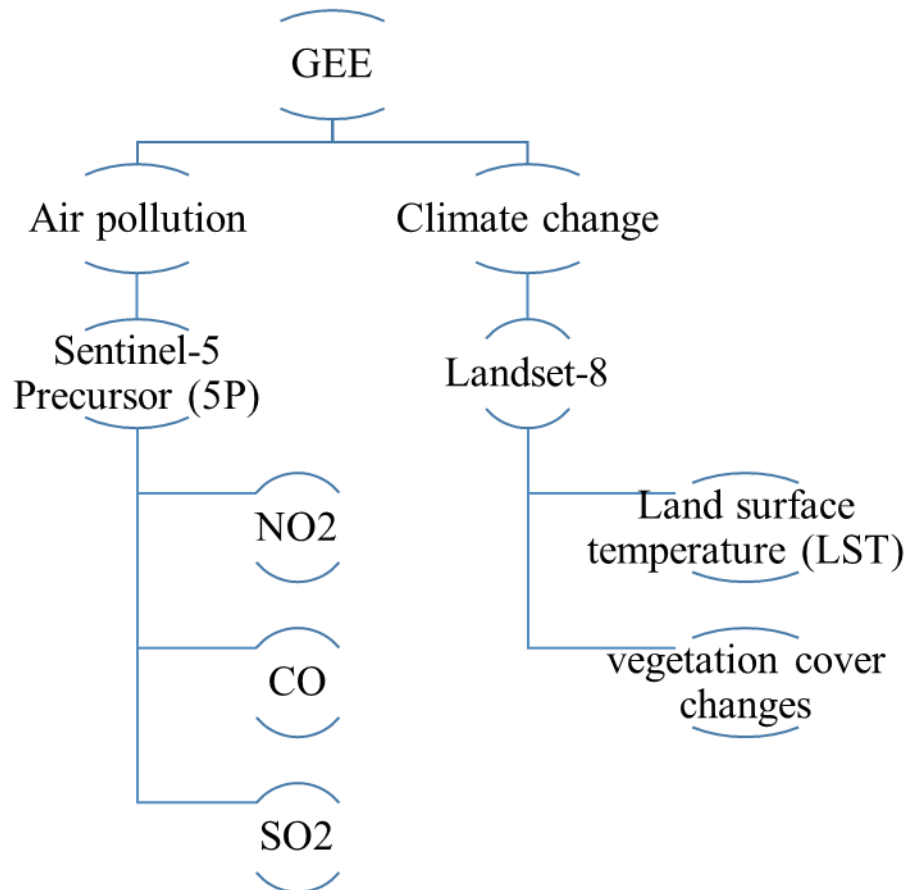 GEE
Air pollution
Climate change
Sentinel-5
Precursor (5P)
Landset-8
NO2
CO
SO2
Land surface
temperature (LST)
vegetation cover
changes